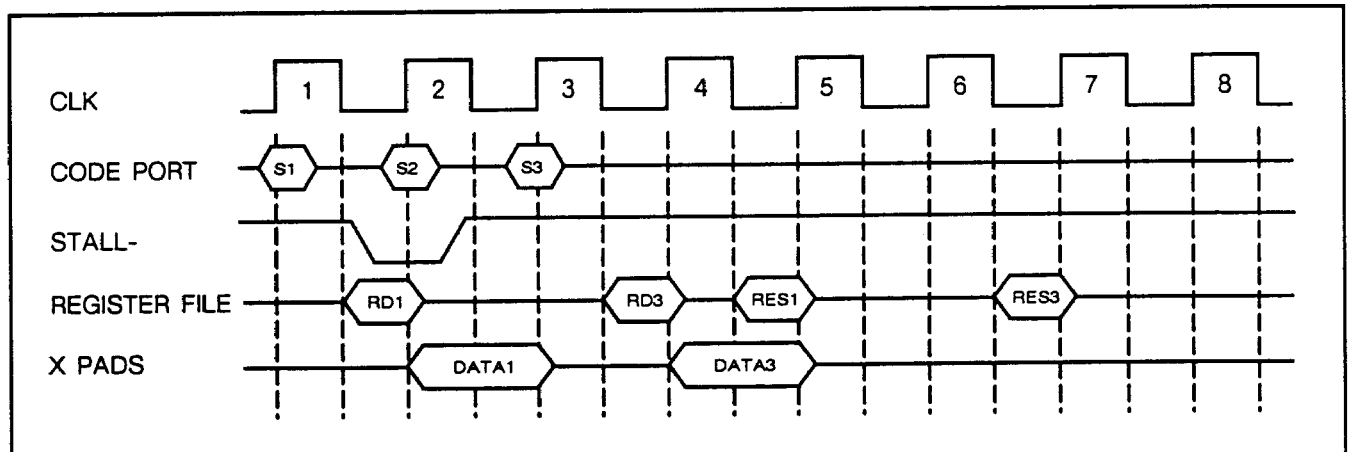 CLK 1 2 3 4 5 6 7 8
CODE PORT S1 S2 S3
STALL-
REGISTER FILE RD1 RD3 RES1 RES3
X PADS DATA1 DATA3